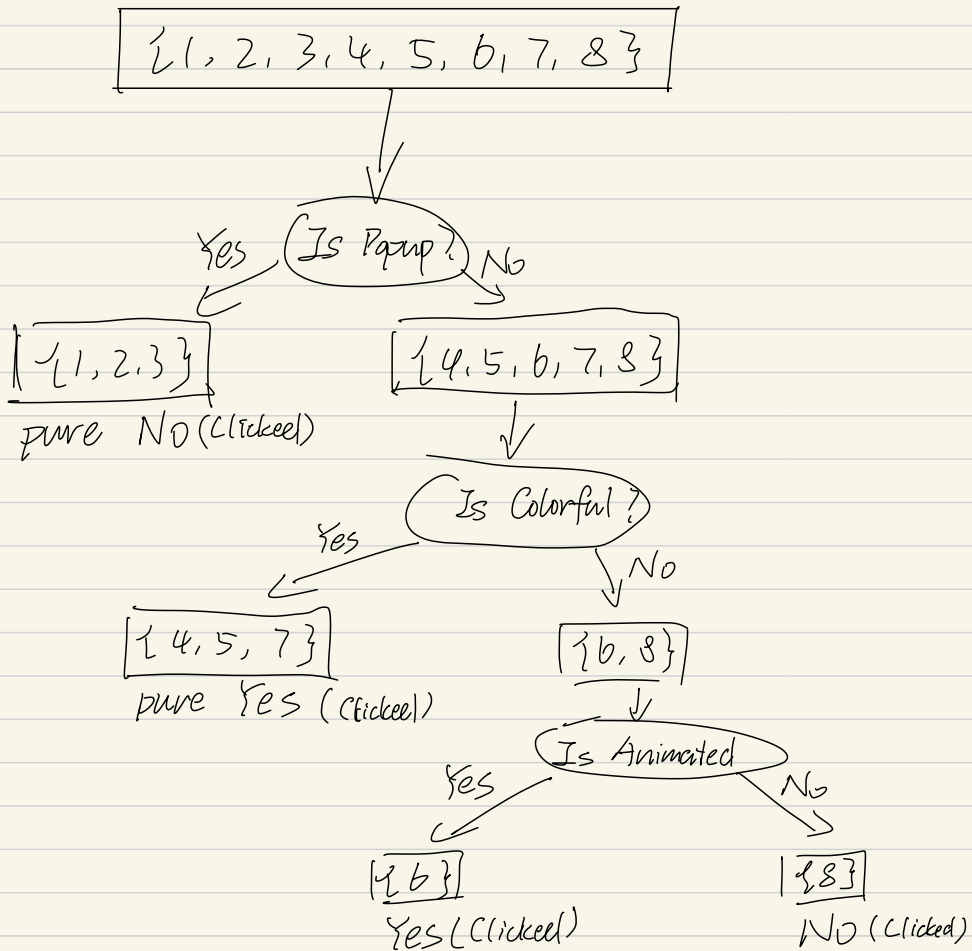 {1, 2, 3, 4, 5, 6, 7, 8}
Is Popup?
Yes
No
{1, 2, 3}
{4, 5, 6, 7, 8}
pure No (Clicked)
Is Colorful?
Yes
No
{4, 5, 7}
{6, 8}
pure Yes (Clicked)
Is Animated
Yes
No
{6}
{8}
Yes (Clicked)
No (Clicked)